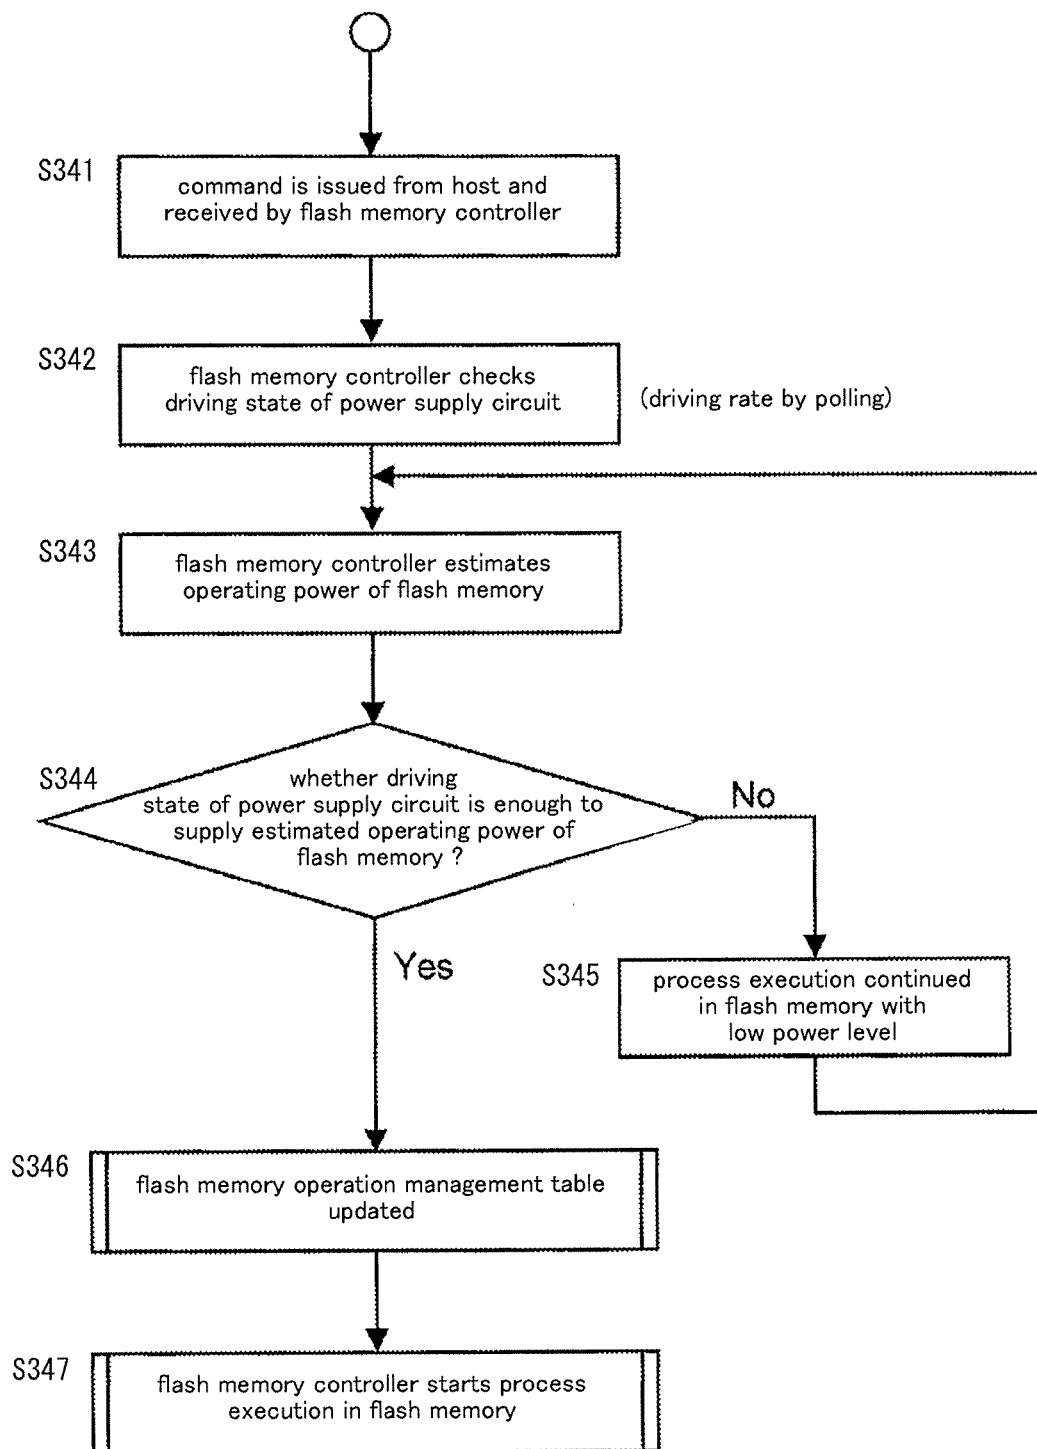 S341
command is issued from host and
received by flash memory controller
S342
flash memory controller checks
driving state of power supply circuit
(driving rate by polling)
S343
flash memory controller estimates
operating power of flash memory
S344
whether driving
state of power supply circuit is enough to
supply estimated operating power of
flash memory ?
No
Yes
S345
process execution continued
in flash memory with
low power level
S346
flash memory operation management table
updated
S347
flash memory controller starts process
execution in flash memory